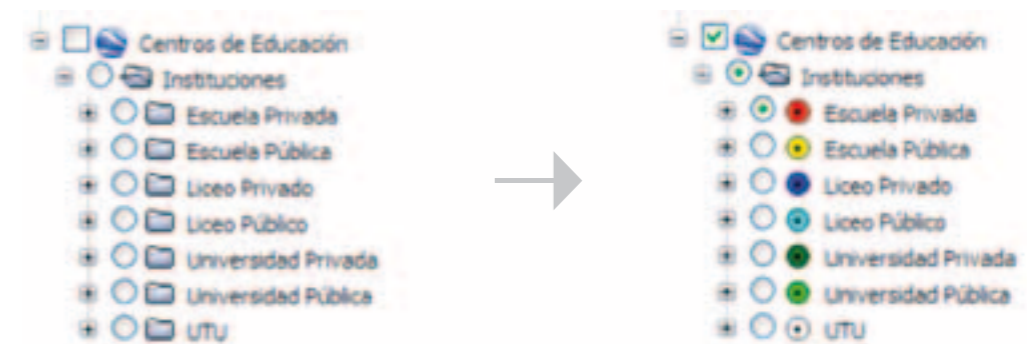 Centros de Educación
Instituciones
Escuela Privada
Escuela Pública
Liceo Privado
Liceo Público
Universidad Privada
Universidad Pública
UTU
Centros de Educación
Instituciones
Escuela Privada
Escuela Pública
Liceo Privado
Liceo Público
Universidad Privada
Universidad Pública
UTU